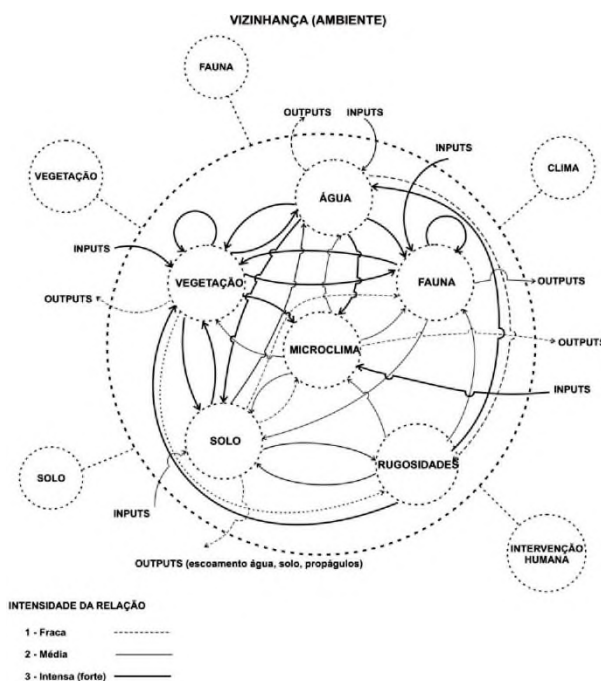 VIZINHANÇA (AMBIENTE)
FAUNA
OUTPUTS
INPUTS
INPUTS
VEGETAÇÃO
CLIMA
ÁGUA
INPUTS
VEGETAÇÃO
FAUNA
OUTPUTS
OUTPUTS
MICROCLIMA
OUTPUTS
INPUTS
SOLO
RUGOSIDADES
SOLO
INPUTS
INTERVENÇÃO
HUMANA
OUTPUTS (escoamento água, solo, propágulos)
INTENSIDADE DA RELAÇÃO
1 - Fraca
2 - Média
3 - Intensa (forte)